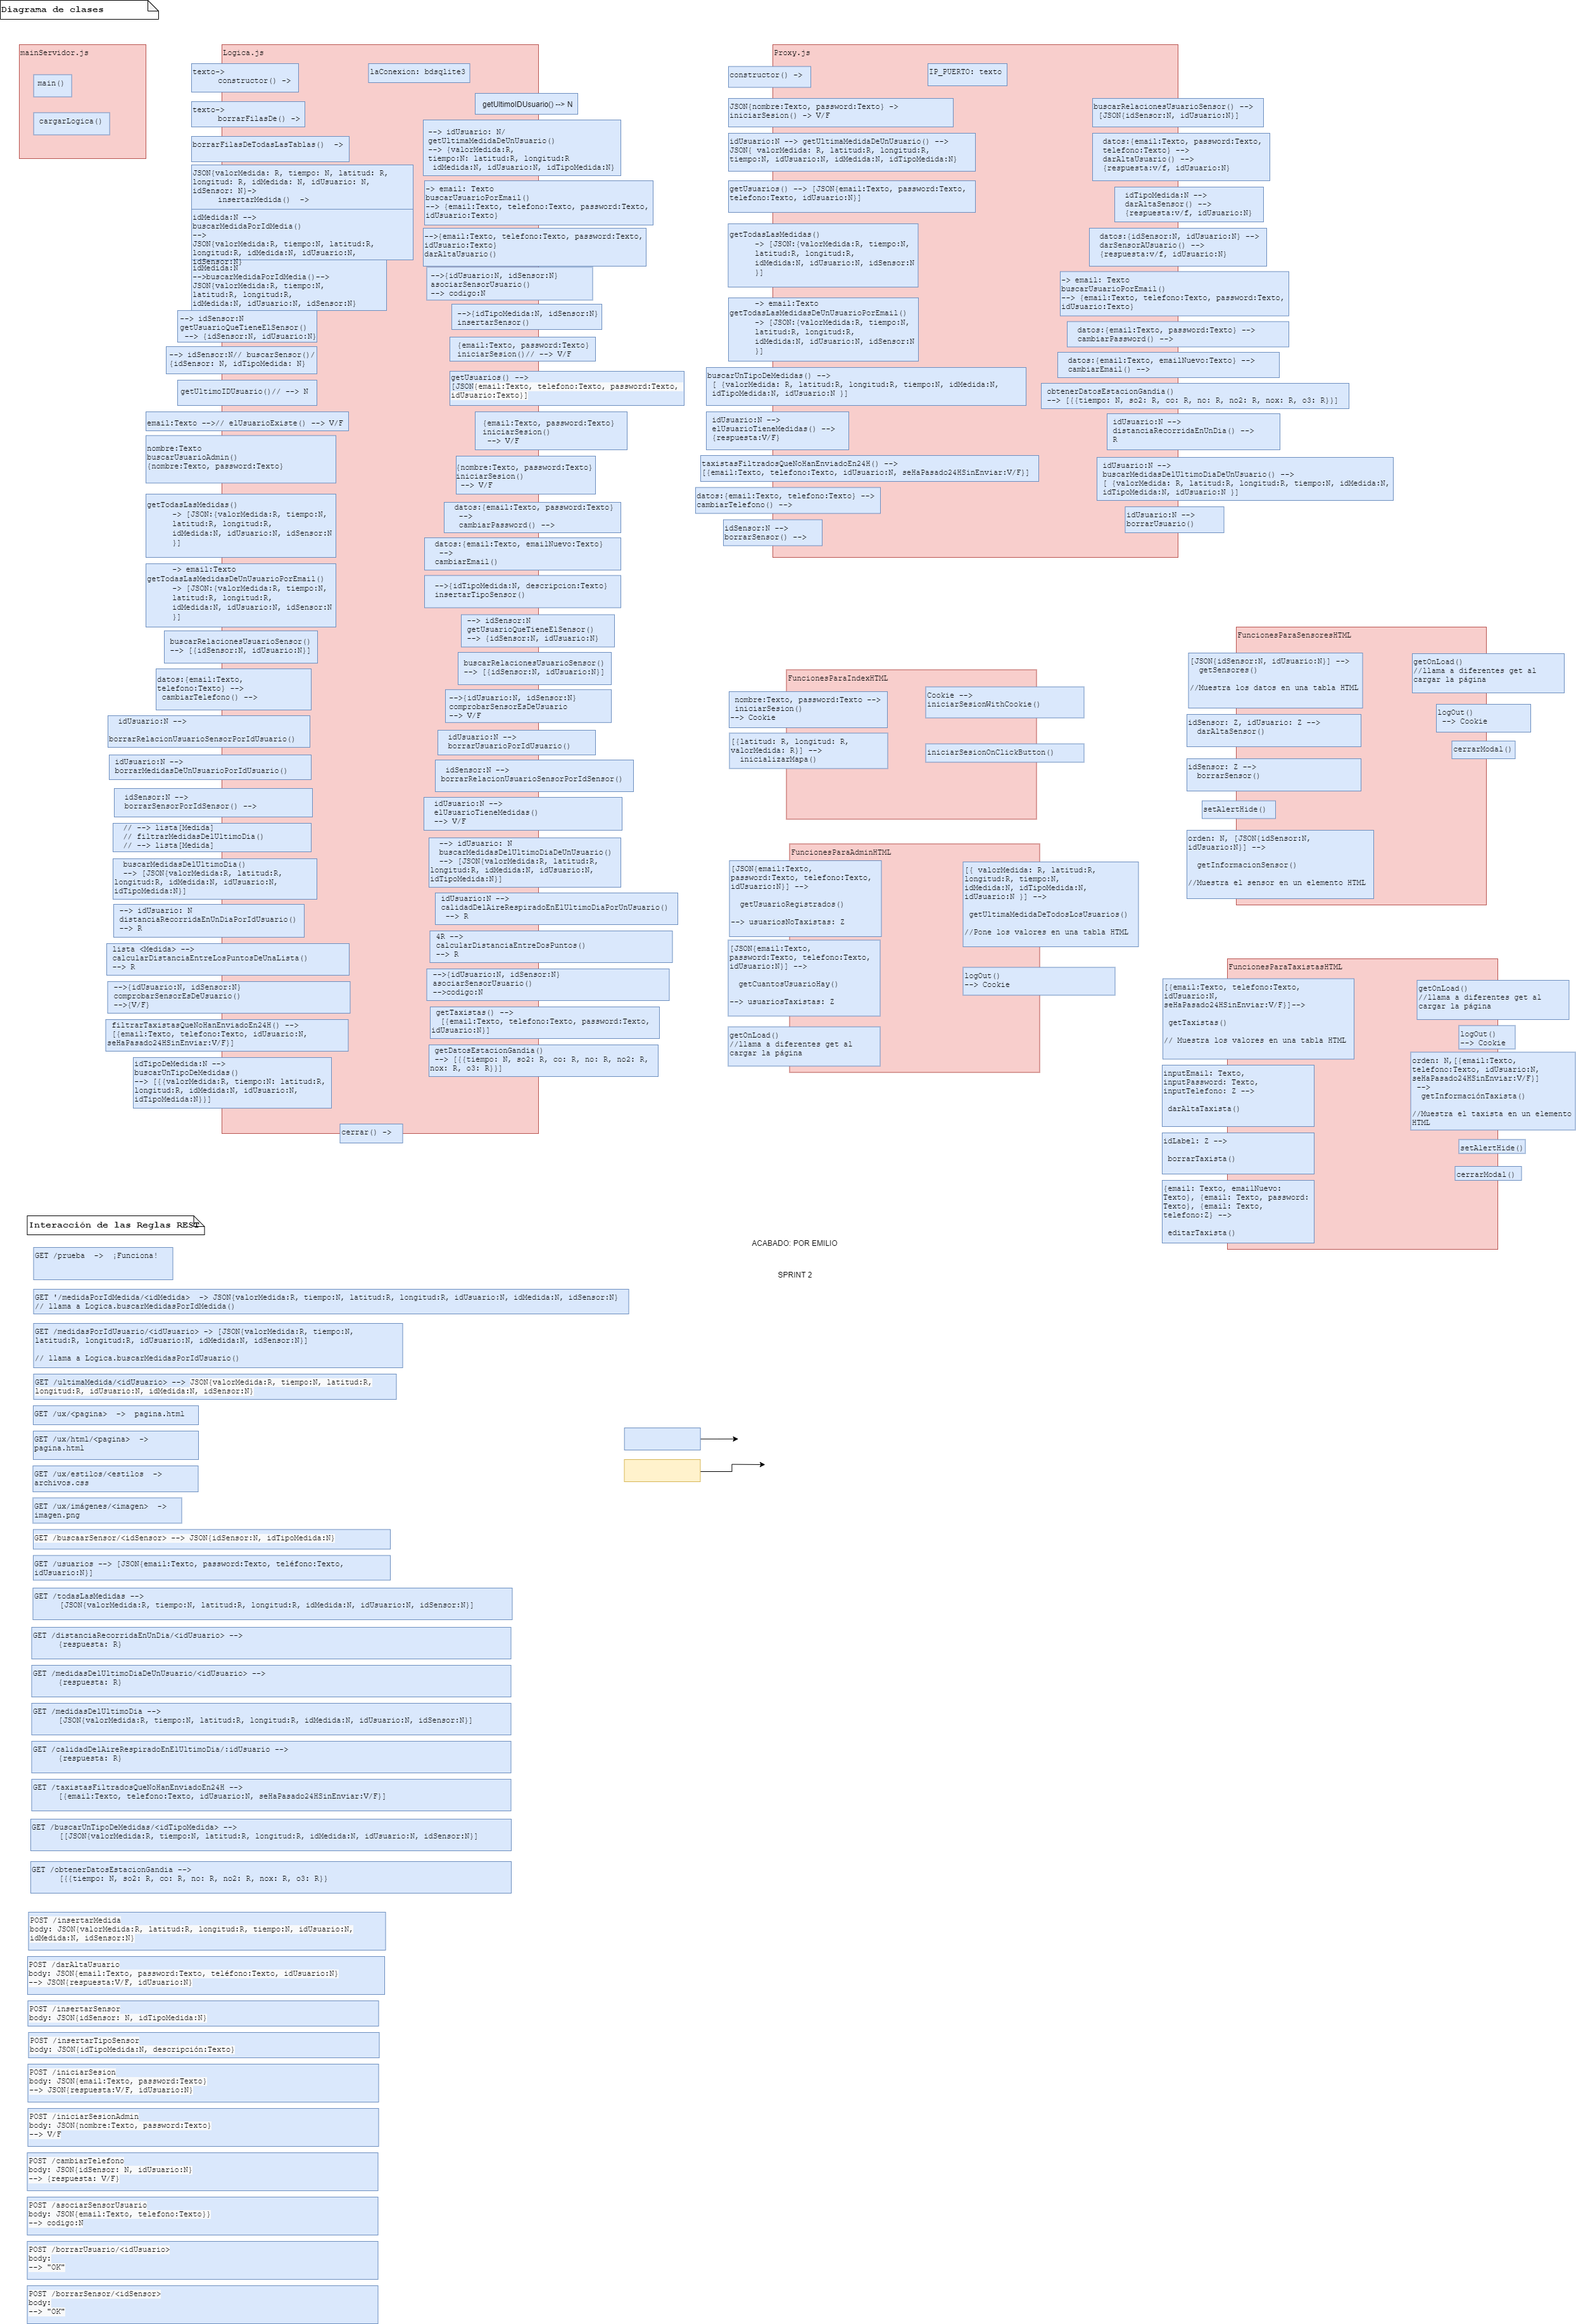 Diagrama de clases
mainServidor.js
main()
cargarLogica()
Logica.js
texto->
constructor() ->
laConexion: bdsqlite3
texto->
borrarFilasDe() ->
getUltimoIDUsuario() --> N
borrarFilasDeTodasLasTablas()  ->
--> idUsuario: N/
getUltimaMedidaDeUnUsuario()
--> {valorMedida:R,
tiempo:N: latitud:R, longitud:R
idMedida:N, idUsuario:N, idTipoMedida:N}
JSON{valorMedida: R, tiempo: N, latitud: R,
longitud: R, idMedida: N, idUsuario: N,
idSensor: N}->
insertarMedida()  ->
-> email: Texto
buscarUsuarioPorEmail()
--> {email:Texto, telefono:Texto, password:Texto,
idUsuario:Texto}
idMedida:N -->
buscarMedidaPorIdMedia()
-->
JSON{valorMedida:R, tiempo:N, latitud:R,
longitud:R, idMedida:N, idUsuario:N,
idSensor:N}
-->{email:Texto, telefono:Texto, password:Texto,
idUsuario:Texto}
darAltaUsuario()
idMedida:N
-->buscarMedidaPorIdMedia()-->
JSON{valorMedida:R, tiempo:N,
latitud:R, longitud:R,
idMedida:N, idUsuario:N, idSensor:N}
-->{idUsuario:N, idSensor:N}
asociarSensorUsuario()
--> codigo:N
--> idSensor:N
getUsuarioQueTieneElSensor()
--> {idSensor:N, idUsuario:N}
-->{idTipoMedida:N, idSensor:N}
insertarSensor()
--> idSensor:N// buscarSensor()/
{idSensor: N, idTipoMedida: N}
{email:Texto, password:Texto}
iniciarSesion()// --> V/F
getUltimoIDUsuario()// --> N
getUsuarios() -->
[JSON{email:Texto, telefono:Texto, password:Texto,
idUsuario:Texto}]
email:Texto -->// elUsuarioExiste() --> V/F
{email:Texto, password:Texto}
iniciarSesion()
--> V/F
nombre:Texto
buscarUsuarioAdmin()
{nombre:Texto, password:Texto}
{nombre:Texto, password:Texto}
iniciarSesion()
--> V/F
getTodasLasMedidas()
-> [JSON:{valorMedida:R, tiempo:N,
latitud:R, longitud:R,
idMedida:N, idUsuario:N, idSensor:N
}]
datos:{email:Texto, password:Texto}
-->
cambiarPassword() -->
datos:{email:Texto, emailNuevo:Texto}
-->
cambiarEmail()
-> email:Texto
getTodasLasMedidasDeUnUsuarioPorEmail()
-> [JSON:{valorMedida:R, tiempo:N,
latitud:R, longitud:R,
idMedida:N, idUsuario:N, idSensor:N
}]
-->{idTipoMedida:N, descripcion:Texto}
insertarTipoSensor()
buscarRelacionesUsuarioSensor()
--> [{idSensor:N, idUsuario:N}]
--> idSensor:N
getUsuarioQueTieneElSensor()
--> {idSensor:N, idUsuario:N}
datos:{email:Texto,
telefono:Texto} -->
cambiarTelefono() -->
buscarRelacionesUsuarioSensor()
--> [{idSensor:N, idUsuario:N}]
-->{idUsuario:N, idSensor:N}
comprobarSensorEsDeUsuario
--> V/F
idUsuario:N -->
borrarRelacionUsuarioSensorPorIdUsuario()
idUsuario:N -->
borrarUsuarioPorIdUsuario()
idUsuario:N -->
borrarMedidasDeUnUsuarioPorIdUsuario()
idSensor:N -->
borrarRelacionUsuarioSensorPorIdSensor()
idSensor:N -->
borrarSensorPorIdSensor() -->
idUsuario:N -->
elUsuarioTieneMedidas()
--> V/F
// --> lista[Medida]
// filtrarMedidasDelUltimoDia()
// --> lista[Medida]
--> idUsuario: N
buscarMedidasDelUltimoDiaDeUnUsuario()
--> [JSON{valorMedida:R, latitud:R,
longitud:R, idMedida:N, idUsuario:N,
idTipoMedida:N}]
buscarMedidasDelUltimoDia()
--> [JSON{valorMedida:R, latitud:R,
longitud:R, idMedida:N, idUsuario:N,
idTipoMedida:N}]
idUsuario:N -->
calidadDelAireRespiradoEnElUltimoDiaPorUnUsuario()
--> R
--> idUsuario: N
distanciaRecorridaEnUnDiaPorIdUsuario()
--> R
4R -->
calcularDistanciaEntreDosPuntos()
--> R
lista <Medida> -->
calcularDistanciaEntreLosPuntosDeUnaLista()
--> R
-->{idUsuario:N, idSensor:N}
asociarSensorUsuario()
-->codigo:N
-->{idUsuario:N, idSensor:N}
comprobarSensorEsDeUsuario()
-->{V/F}
getTaxistas() -->
[{email:Texto, telefono:Texto, password:Texto,
idUsuario:N}]
filtrarTaxistasQueNoHanEnviadoEn24H() -->
[{email:Texto, telefono:Texto, idUsuario:N,
seHaPasado24HSinEnviar:V/F}]
getDatosEstacionGandia()
--> [{{tiempo: N, so2: R, co: R, no: R, no2: R,
nox: R, o3: R}}]
idTipoDeMedida:N -->
buscarUnTipoDeMedidas()
--> [{{valorMedida:R, tiempo:N: latitud:R,
longitud:R, idMedida:N, idUsuario:N,
idTipoMedida:N}}]
cerrar() ->
Proxy.js
constructor() ->
IP_PUERTO: texto
JSON{nombre:Texto, password:Texto} ->
iniciarSesion() -> V/F
buscarRelacionesUsuarioSensor() -->
[JSON{idSensor:N, idUsuario:N}]
idUsuario:N --> getUltimaMedidaDeUnUsuario() -->
JSON{ valorMedida: R, latitud:R, longitud:R,
tiempo:N, idUsuario:N, idMedida:N, idTipoMedida:N}
datos:{email:Texto, password:Texto,
telefono:Texto} -->
darAltaUsuario() -->
{respuesta:v/f, idUsuario:N}
getUsuarios() --> [JSON{email:Texto, password:Texto,
telefono:Texto, idUsuario:N}]
idTipoMedida:N -->
darAltaSensor() -->
{respuesta:v/f, idUsuario:N}
getTodasLasMedidas()
-> [JSON:{valorMedida:R, tiempo:N,
latitud:R, longitud:R,
idMedida:N, idUsuario:N, idSensor:N
}]
datos:{idSensor:N, idUsuario:N} -->
darSensorAUsuario() -->
{respuesta:v/f, idUsuario:N}
-> email: Texto
buscarUsuarioPorEmail()
--> {email:Texto, telefono:Texto, password:Texto,
idUsuario:Texto}
-> email:Texto
getTodasLasMedidasDeUnUsuarioPorEmail()
-> [JSON:{valorMedida:R, tiempo:N,
latitud:R, longitud:R,
idMedida:N, idUsuario:N, idSensor:N
}]
datos:{email:Texto, password:Texto} -->
cambiarPassword() -->
datos:{email:Texto, emailNuevo:Texto} -->
cambiarEmail() -->
buscarUnTipoDeMedidas() -->
[ {valorMedida: R, latitud:R, longitud:R, tiempo:N, idMedida:N,
idTipoMedida:N, idUsuario:N }]
obtenerDatosEstacionGandia()
--> [{{tiempo: N, so2: R, co: R, no: R, no2: R, nox: R, o3: R}}]
idUsuario:N -->
elUsuarioTieneMedidas() -->
{respuesta:V/F}
idUsuario:N -->
distanciaRecorridaEnUnDia() -->
R
taxistasFiltradosQueNoHanEnviadoEn24H() -->
[{email:Texto, telefono:Texto, idUsuario:N, seHaPasado24HSinEnviar:V/F}]
idUsuario:N -->
buscarMedidasDelUltimoDiaDeUnUsuario() -->
[ {valorMedida: R, latitud:R, longitud:R, tiempo:N, idMedida:N,
idTipoMedida:N, idUsuario:N }]
datos:{email:Texto, telefono:Texto} -->
cambiarTelefono() -->
idUsuario:N -->
borrarUsuario()
idSensor:N -->
borrarSensor() -->
FuncionesParaIndexHTML
nombre:Texto, password:Texto -->
iniciarSesion()
--> Cookie
Cookie -->
iniciarSesionWithCookie()
[{latitud: R, longitud: R,
valorMedida: R}] -->
inicializarMapa()
iniciarSesionOnClickButton()
FuncionesParaSensoresHTML
[JSON{idSensor:N, idUsuario:N}] -->
getSensores()
//Muestra los datos en una tabla HTML
getOnLoad()
//llama a diferentes get al
cargar la página
idSensor: Z, idUsuario: Z -->
darAltaSensor()
logOut()
--> Cookie
cerrarModal()
idSensor: Z -->
borrarSensor()
setAlertHide()
orden: N, [JSON{idSensor:N,
idUsuario:N}] -->
getInformacionSensor()
//Muestra el sensor en un elemento HTML
FuncionesParaAdminHTML
[JSON{email:Texto,
password:Texto, telefono:Texto,
idUsuario:N}] -->
getUsuarioRegistrados()
--> usuariosNoTaxistas: Z
[{ valorMedida: R, latitud:R,
longitud:R, tiempo:N,
idMedida:N, idTipoMedida:N,
idUsuario:N }] -->
getUltimaMedidaDeTodosLosUsuarios()
//Pone los valores en una tabla HTML
[JSON{email:Texto,
password:Texto, telefono:Texto,
idUsuario:N}] -->
getCuantosUsuarioHay()
--> usuariosTaxistas: Z
logOut()
--> Cookie
getOnLoad()
//llama a diferentes get al
cargar la página
FuncionesParaTaxistasHTML
[{email:Texto, telefono:Texto,
idUsuario:N,
seHaPasado24HSinEnviar:V/F}]-->
getTaxistas()
// Muestra los valores en una tabla HTML
getOnLoad()
//llama a diferentes get al
cargar la página
logOut()
--> Cookie
inputEmail: Texto,
inputPassword: Texto,
inputTelefono: Z -->
darAltaTaxista()
orden: N,[{email:Texto,
telefono:Texto, idUsuario:N,
seHaPasado24HSinEnviar:V/F}]
-->
getInformaciónTaxista()
//Muestra el taxista en un elemento
HTML
idLabel: Z -->
borrarTaxista()
setAlertHide()
cerrarModal()
{email: Texto, emailNuevo:
Texto}, {email: Texto, password:
Texto}, {email: Texto,
telefono:Z} -->
editarTaxista()
ACABADO: POR EMILIO
SPRINT 2
Interacción de las Reglas REST
GET /prueba  ->  ¡Funciona!
GET '/medidaPorIdMedida/<idMedida>  -> JSON{valorMedida:R, tiempo:N, latitud:R, longitud:R, idUsuario:N, idMedida:N, idSensor:N}
// llama a Logica.buscarMedidasPorIdMedida()
GET /medidasPorIdUsuario/<idUsuario> -> [JSON{valorMedida:R, tiempo:N,
latitud:R, longitud:R, idUsuario:N, idMedida:N, idSensor:N}]
// llama a Logica.buscarMedidasPorIdUsuario()
GET /ultimaMedida/<idUsuario> --> JSON{valorMedida:R, tiempo:N, latitud:R,
longitud:R, idUsuario:N, idMedida:N, idSensor:N}
GET /ux/<pagina>  ->  pagina.html
GET /ux/html/<pagina>  ->
pagina.html
GET /ux/estilos/<estilos  ->
archivos.css
GET /ux/imágenes/<imagen>  ->
imagen.png
GET /buscaarSensor/<idSensor> --> JSON{idSensor:N, idTipoMedida:N}
GET /usuarios --> [JSON{email:Texto, password:Texto, teléfono:Texto,
idUsuario:N}]
GET /todasLasMedidas -->
[JSON{valorMedida:R, tiempo:N, latitud:R, longitud:R, idMedida:N, idUsuario:N, idSensor:N}]
GET /distanciaRecorridaEnUnDia/<idUsuario> -->
{respuesta: R}
GET /medidasDelUltimoDiaDeUnUsuario/<idUsuario> -->
{respuesta: R}
GET /medidasDelUltimoDia -->
[JSON{valorMedida:R, tiempo:N, latitud:R, longitud:R, idMedida:N, idUsuario:N, idSensor:N}]
GET /calidadDelAireRespiradoEnElUltimoDia/:idUsuario -->
{respuesta: R}
GET /taxistasFiltradosQueNoHanEnviadoEn24H -->
[{email:Texto, telefono:Texto, idUsuario:N, seHaPasado24HSinEnviar:V/F}]
GET /buscarUnTipoDeMedidas/<idTipoMedida> -->
[[JSON{valorMedida:R, tiempo:N, latitud:R, longitud:R, idMedida:N, idUsuario:N, idSensor:N}]
GET /obtenerDatosEstacionGandia -->
[{{tiempo: N, so2: R, co: R, no: R, no2: R, nox: R, o3: R}}
POST /insertarMedida
body: JSON{valorMedida:R, latitud:R, longitud:R, tiempo:N, idUsuario:N,
idMedida:N, idSensor:N}
POST /darAltaUsuario
body: JSON{email:Texto, password:Texto, teléfono:Texto, idUsuario:N}
--> JSON{respuesta:V/F, idUsuario:N}
POST /insertarSensor
body: JSON{idSensor: N, idTipoMedida:N}
POST /insertarTipoSensor
body: JSON{idTipoMedida:N, descripción:Texto}
POST /iniciarSesion
body: JSON{email:Texto, password:Texto}
--> JSON{respuesta:V/F, idUsuario:N}
POST /iniciarSesionAdmin
body: JSON{nombre:Texto, password:Texto}
--> V/F
POST /cambiarTelefono
body: JSON{idSensor: N, idUsuario:N}
--> {respuesta: V/F}
POST /asociarSensorUsuario
body: JSON{email:Texto, telefono:Texto}}
--> codigo:N
POST /borrarUsuario/<idUsuario>
body:
--> "OK"
POST /borrarSensor/<idSensor>
body:
--> "OK"